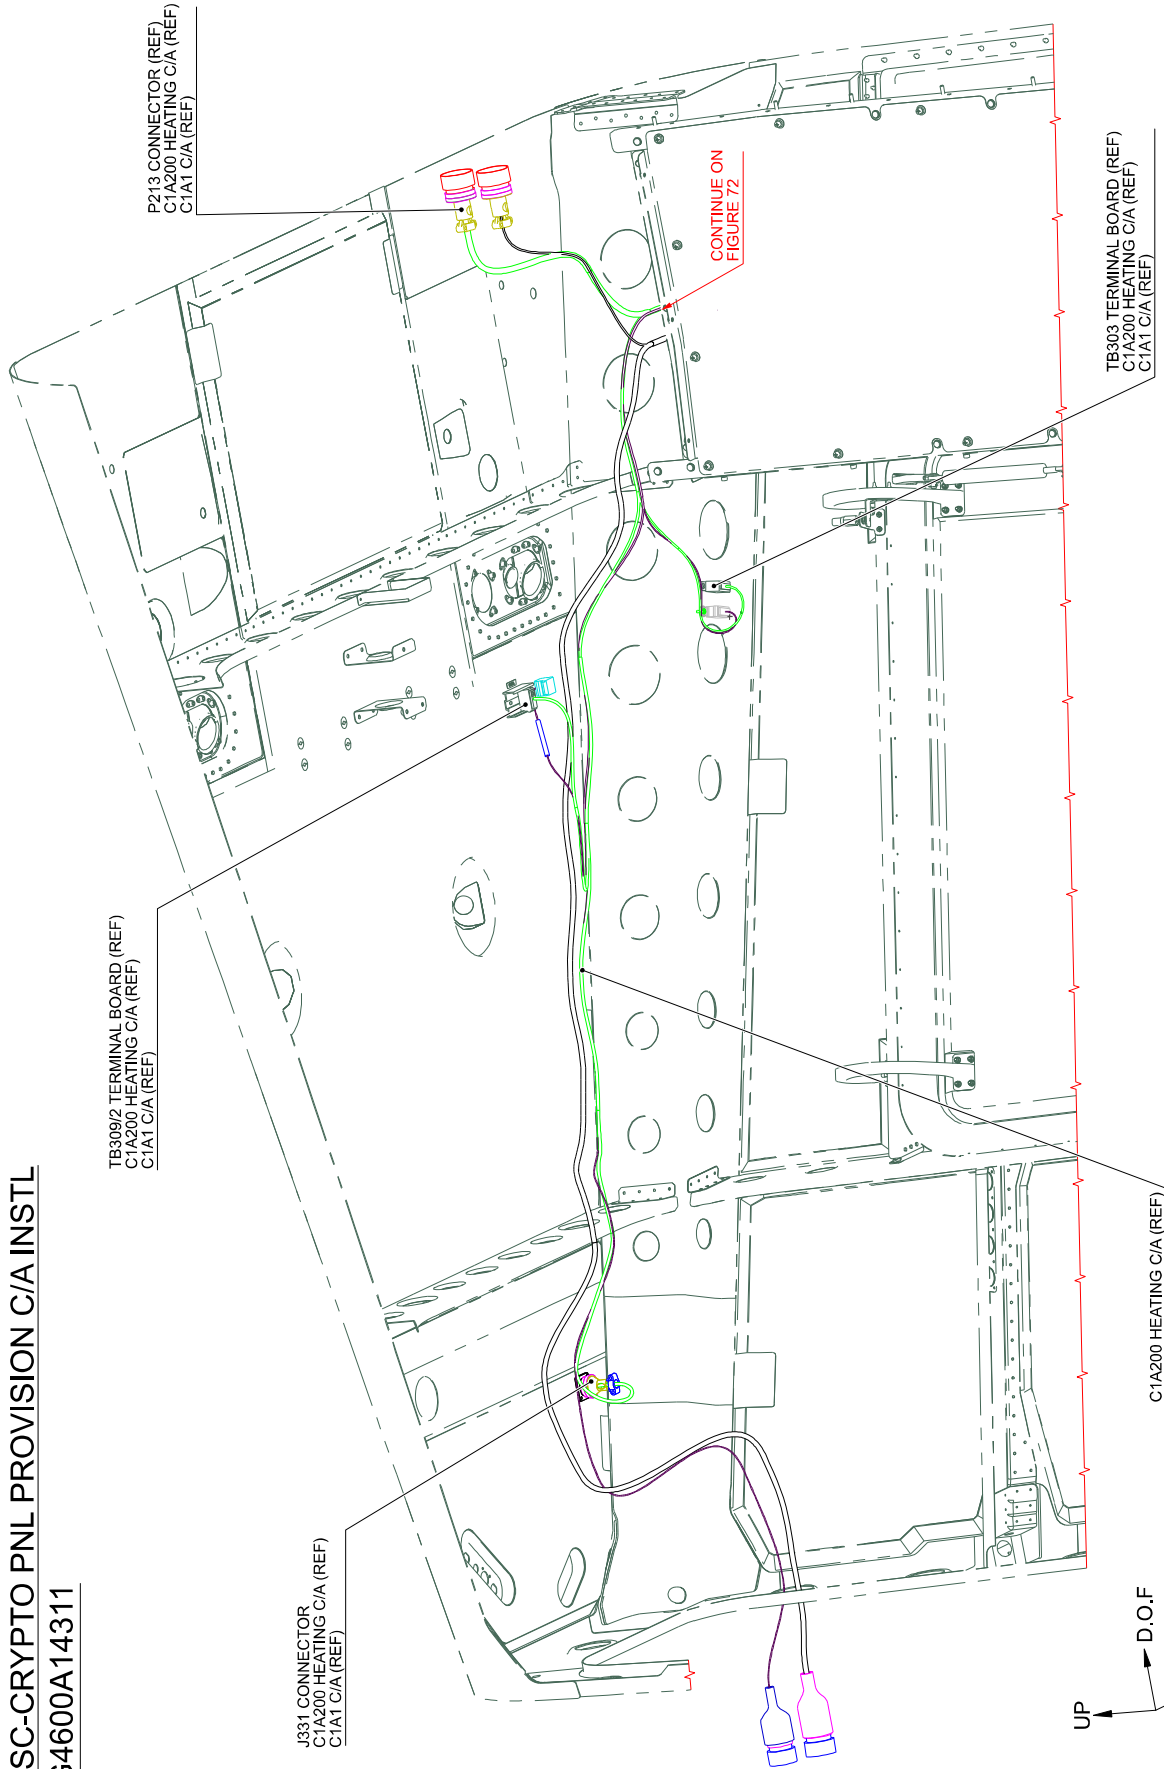 SC-CRYPTO PNL PROVISION C/A INSTL
G4600A14311
P213 CONNECTOR (REF)
C1A200 HEATING C/A (REF)
C1A1 C/A (REF)
CONTINUE ON
FIGURE 72
TB303 TERMINAL BOARD (REF)
C1A200 HEATING C/A (REF)
C1A1 C/A (REF)
TB309/2 TERMINAL BOARD (REF)
C1A200 HEATING C/A (REF)
C1A1 C/A (REF)
J331 CONNECTOR
C1A200 HEATING C/A (REF)
C1A1 C/A (REF)
C1A200 HEATING C/A (REF)
UP
D.O.F